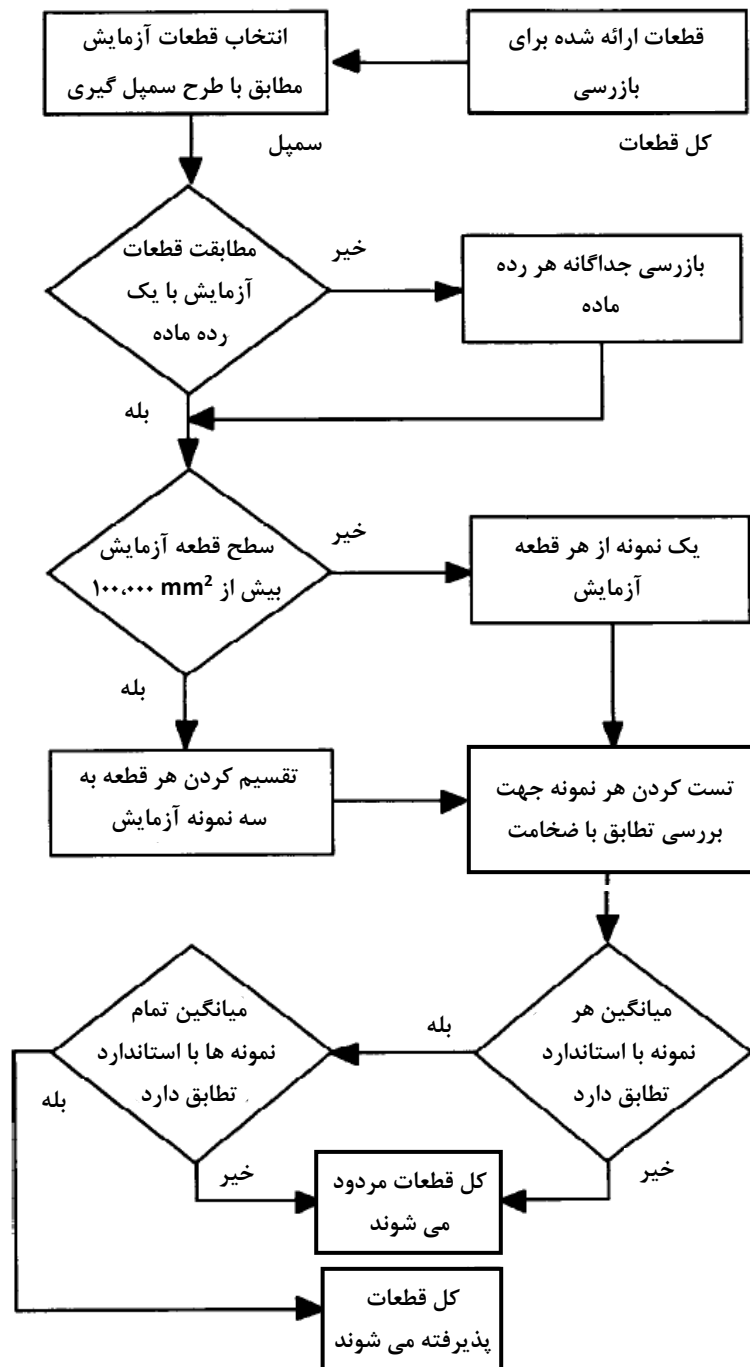 قطعات ارائه شده برای
بازرسی
کل قطعات
انتخاب قطعات آزمایش
مطابق با طرح سمپل گیری
سمپل
مطابقت قطعات
آزمایش با یک
رده ماده
خیر
بازرسی جداگانه هر رده
ماده
بله
سطح قطعه آزمایش
بیش از ۱۰۰،۰۰۰ mm²
خیر
یک نمونه از هر قطعه
آزمایش
بله
تقسیم کردن هر قطعه به
سه نمونه آزمایش
تست کردن هر نمونه جهت
بررسی تطابق با ضخامت
میانگین هر
نمونه با استاندارد
تطابق دارد
بله
میانگین تمام
نمونه ها با استاندارد
تطابق دارد
بله
خیر
خیر
کل قطعات مردود
می شوند
کل قطعات
پذیرفته می شوند